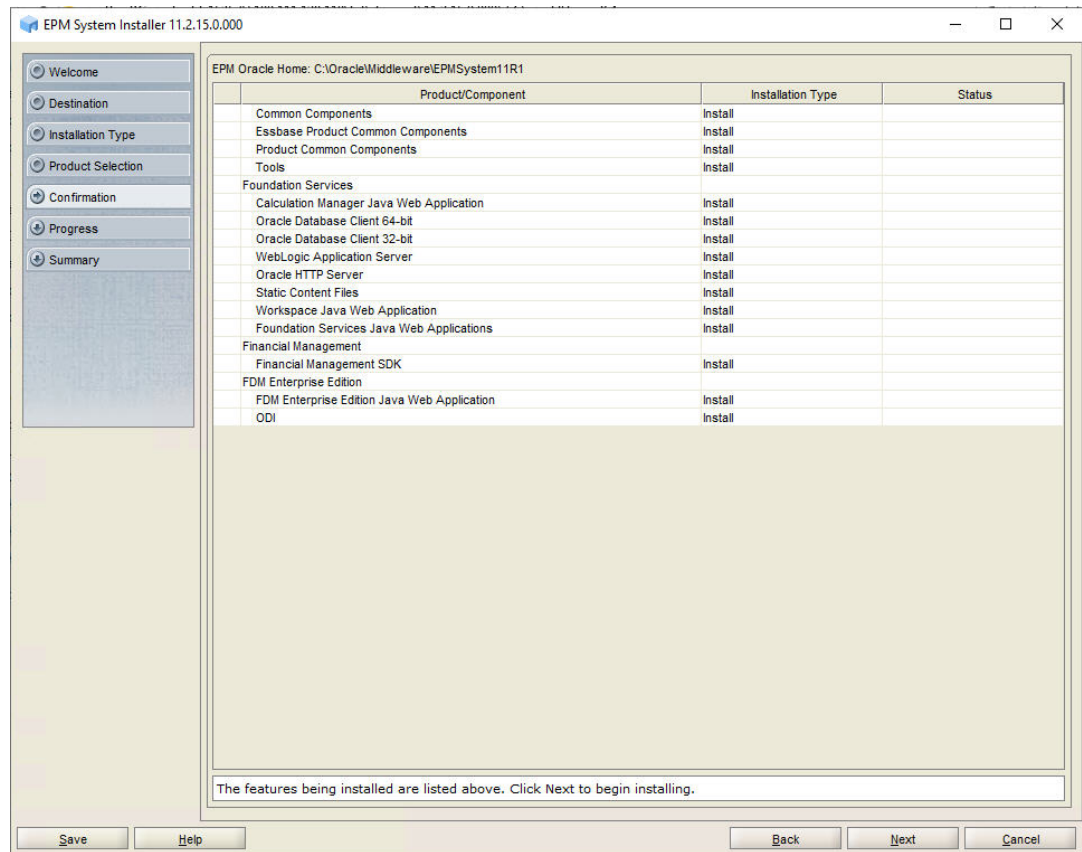 EPM System Installer 11.2.15.0.000
Welcome
Destination
Installation Type
Product Selection
Confirmation
Progress
Summary
EPM Oracle Home: C:\Oracle\Middleware\EPMSystem11R1
Product/Component Installation Type Status
Common Components Install
Essbase Product Common Components Install
Product Common Components Install
Tools Install
Foundation Services
Calculation Manager Java Web Application Install
Oracle Database Client 64-bit Install
Oracle Database Client 32-bit Install
WebLogic Application Server Install
Oracle HTTP Server Install
Static Content Files Install
Workspace Java Web Application Install
Foundation Services Java Web Applications Install
Financial Management
Financial Management SDK Install
FDM Enterprise Edition
FDM Enterprise Edition Java Web Application Install
ODI Install
The features being installed are listed above. Click Next to begin installing.
Save Help Back Next Cancel